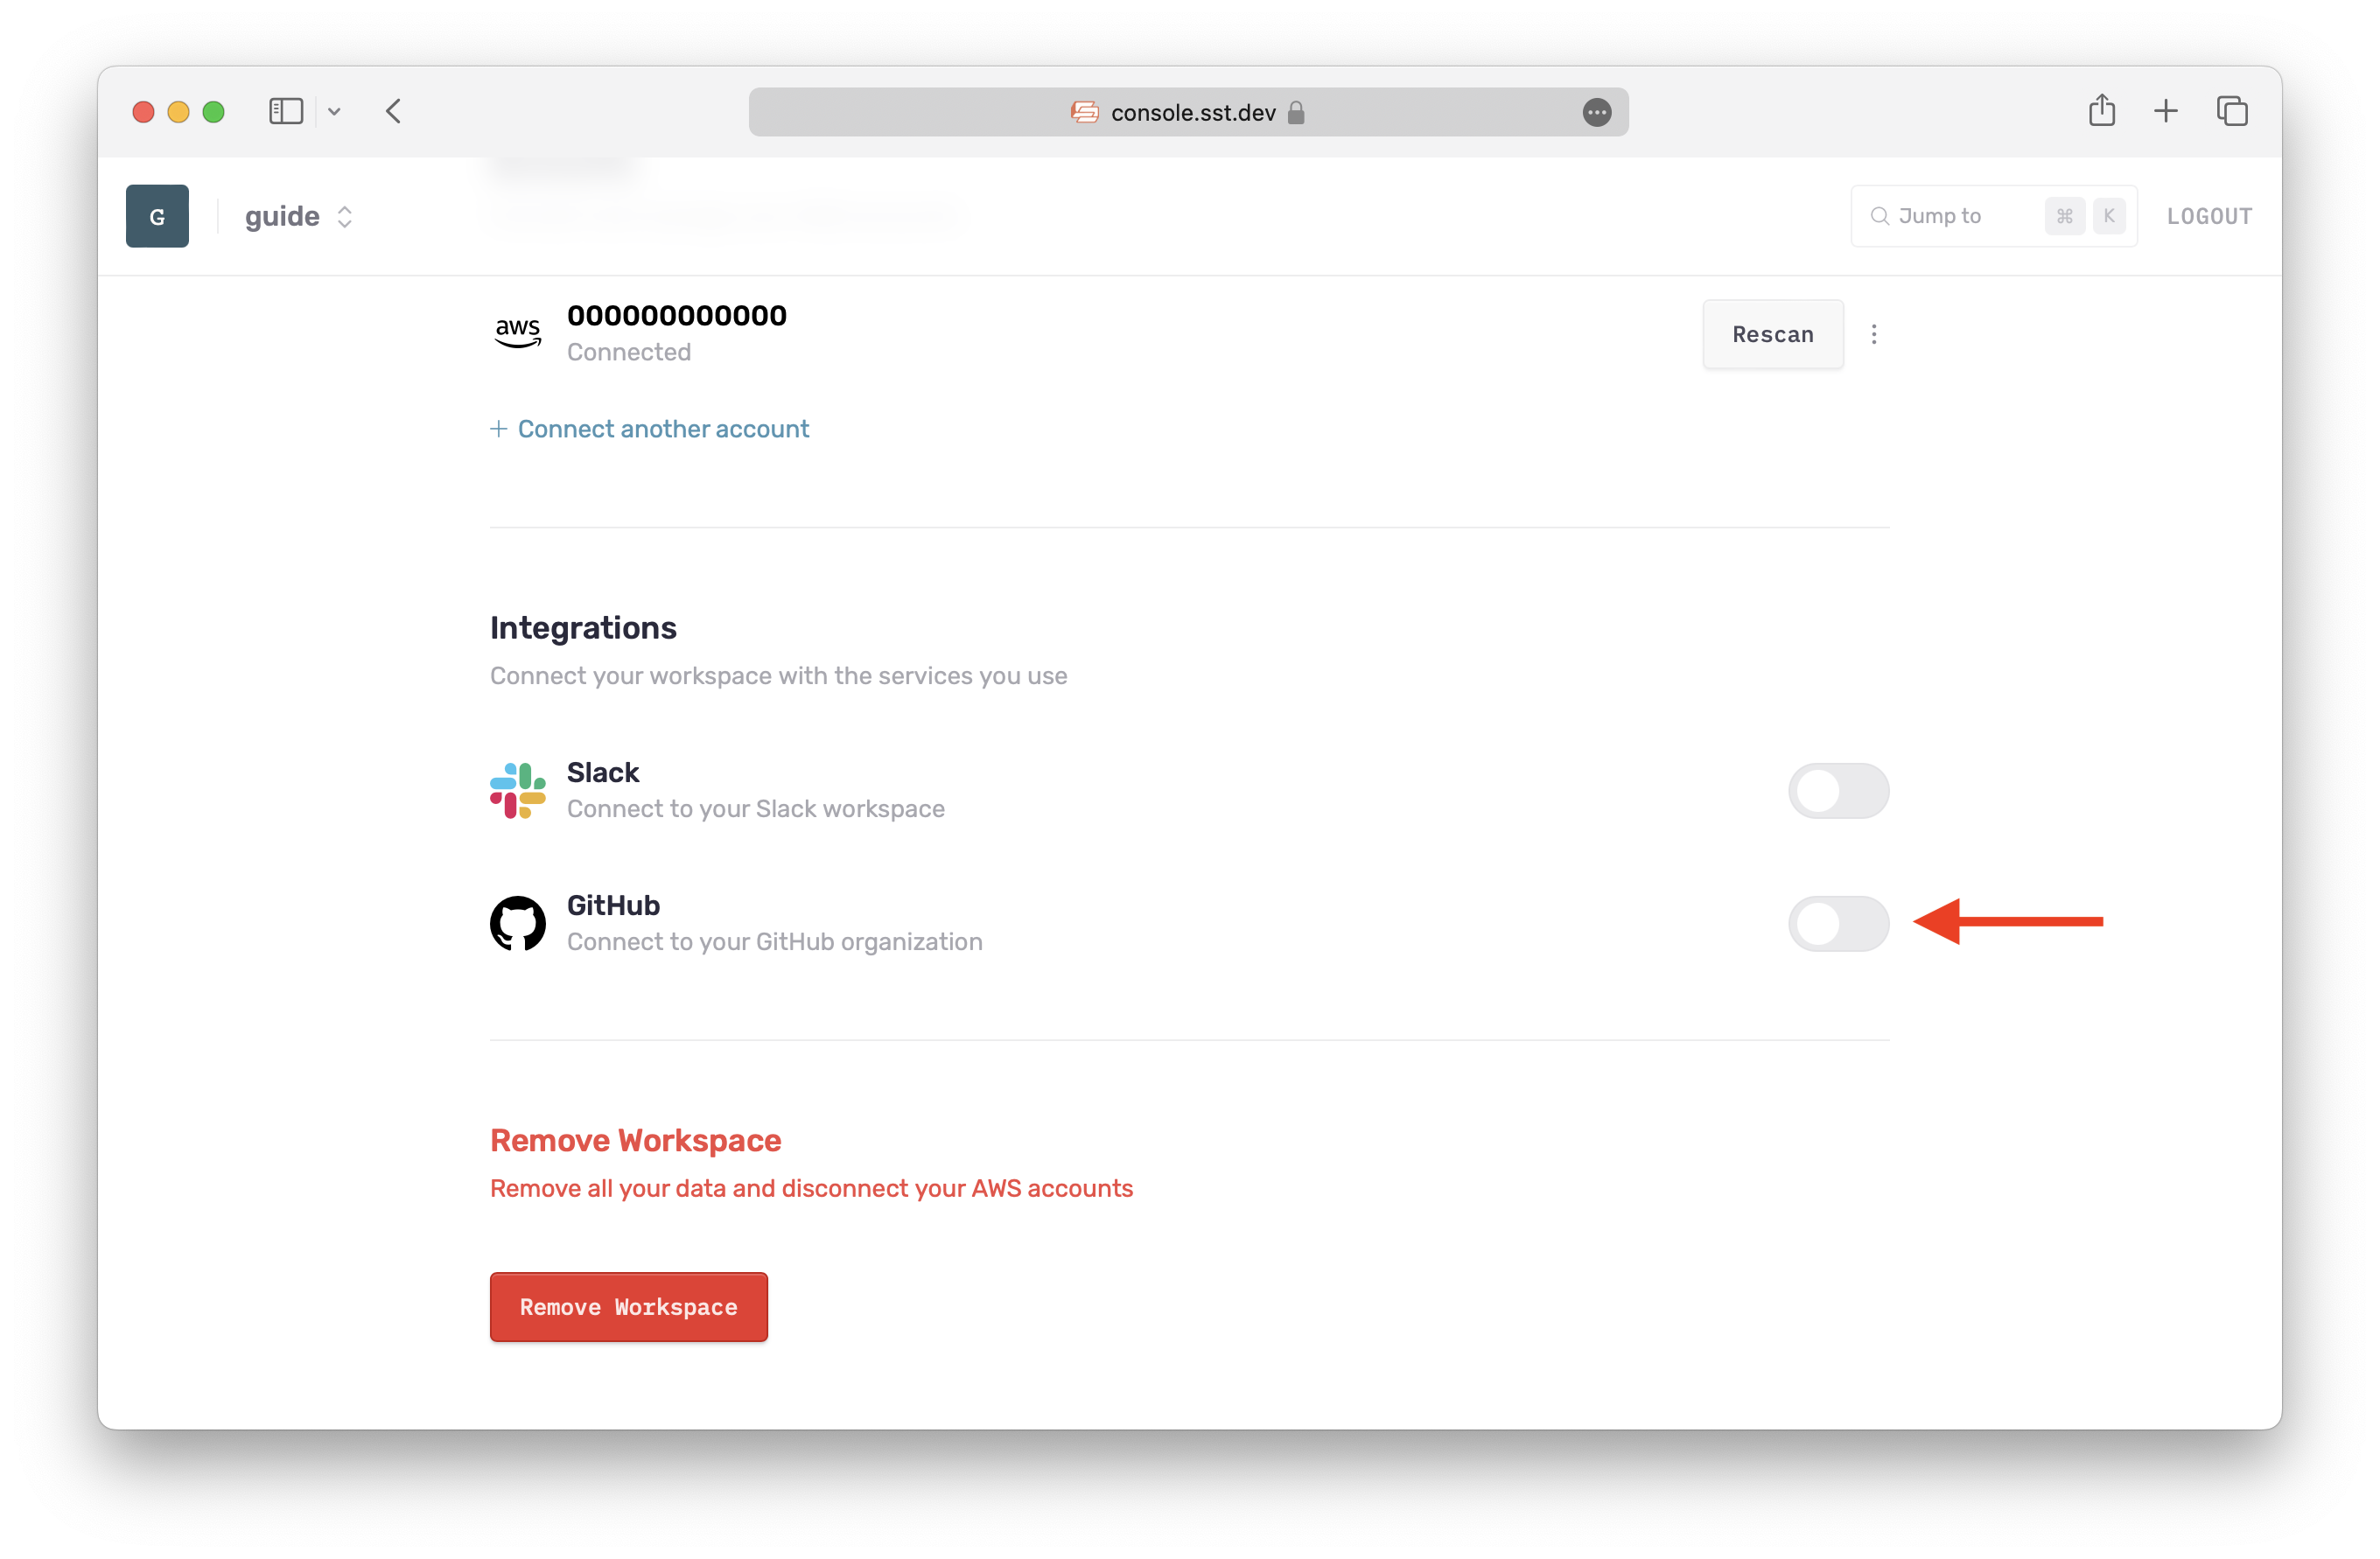 console.sst.dev
G
guide
Jump to
⌘ K
LOGOUT
aws
000000000000
Connected
Rescan
+ Connect another account
Integrations
Connect your workspace with the services you use
Slack
Connect to your Slack workspace
GitHub
Connect to your GitHub organization
Remove Workspace
Remove all your data and disconnect your AWS accounts
Remove Workspace